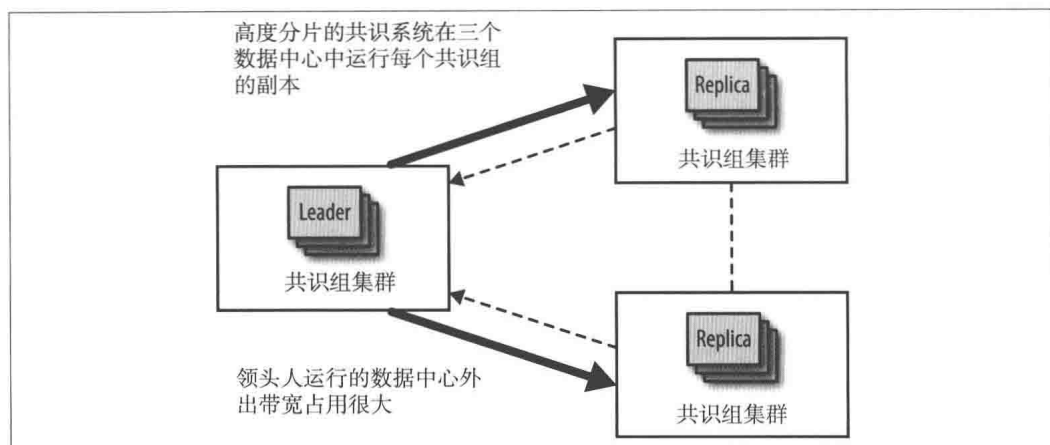 高度分片的共识系统在三个
数据中心中运行每个共识组
的副本
Replica
共识组集群
Leader
共识组集群
Replica
共识组集群
领头人运行的数据中心外
出带宽占用很大